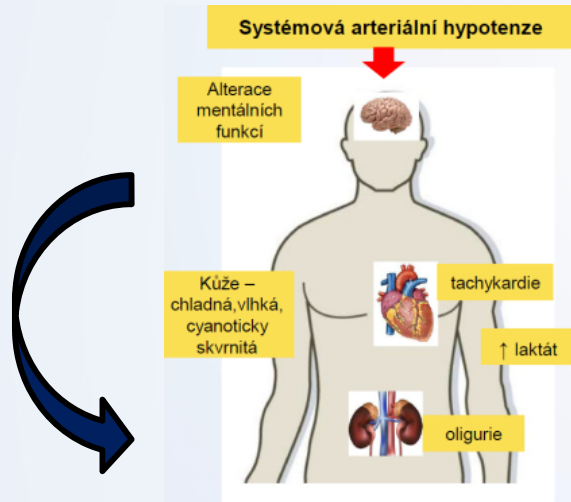 Systémová arteriální hypotenze
Alterace
mentálních
funkcí
Kůže –
chladná,vlhká,
cyanoticky
skvrnitá
tachykardie
↑ laktát
oligurie